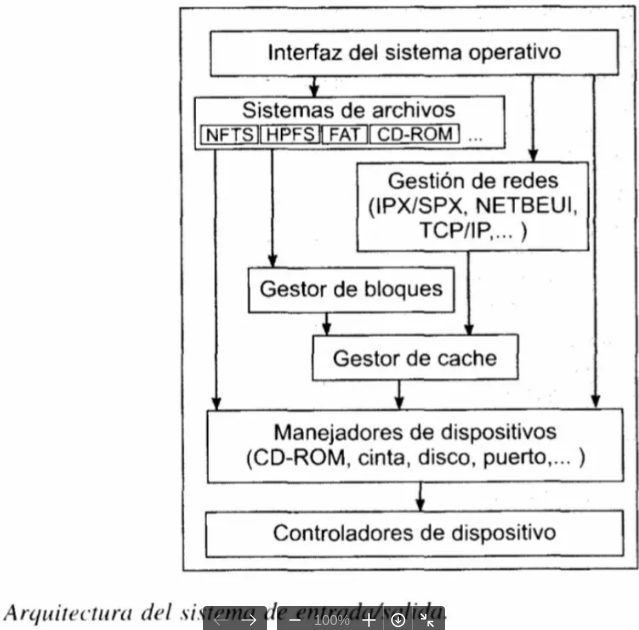 Interfaz del sistema operativo
Sistemas de archivos
NFTS HPFS FAT CD-ROM ...
Gestión de redes
(IPX/SPX, NETBEUI,
TCP/IP,... )
Gestor de bloques
Gestor de cache
Manejadores de dispositivos
(CD-ROM, cinta, disco, puerto,... )
Controladores de dispositivo
Arquitectura del sistema de entrada/salida.
100%